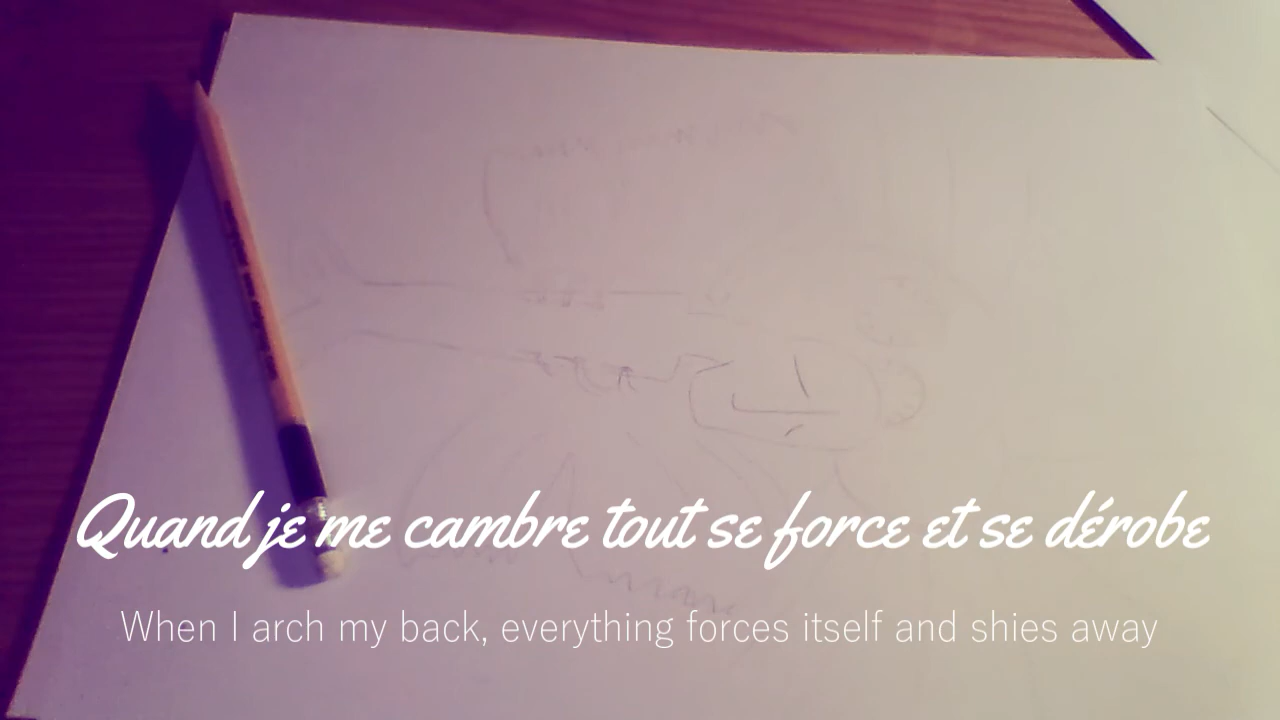 Quand je me cambre tout se force et se dérobe
When I arch my back, everything forces itself and shies away